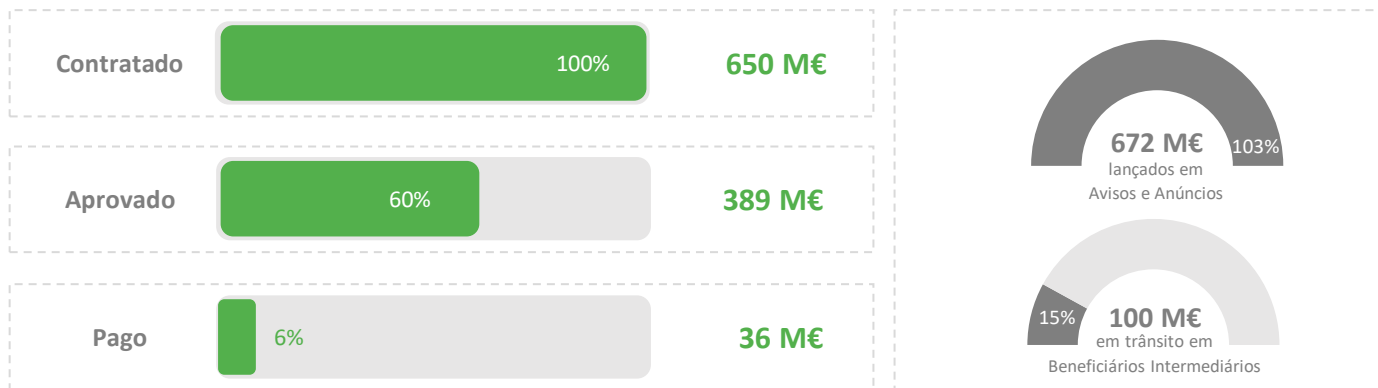 Contratado 100% 650 M€
Aprovado 60% 389 M€
Pago 6% 36 M€
672 M€ 103%
lançados em
Avisos e Anúncios
15% 100 M€
em trânsito em
Beneficiários Intermediários